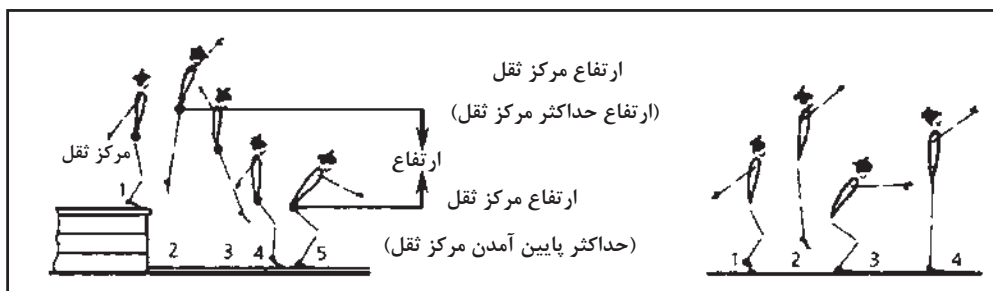 ارتفاع مرکز ثقل
(ارتفاع حداکثر مرکز ثقل)
مرکز ثقل
ارتفاع
ارتفاع مرکز ثقل
(حداکثر پایین آمدن مرکز ثقل)
1 2 3 4 5
1 2 3 4